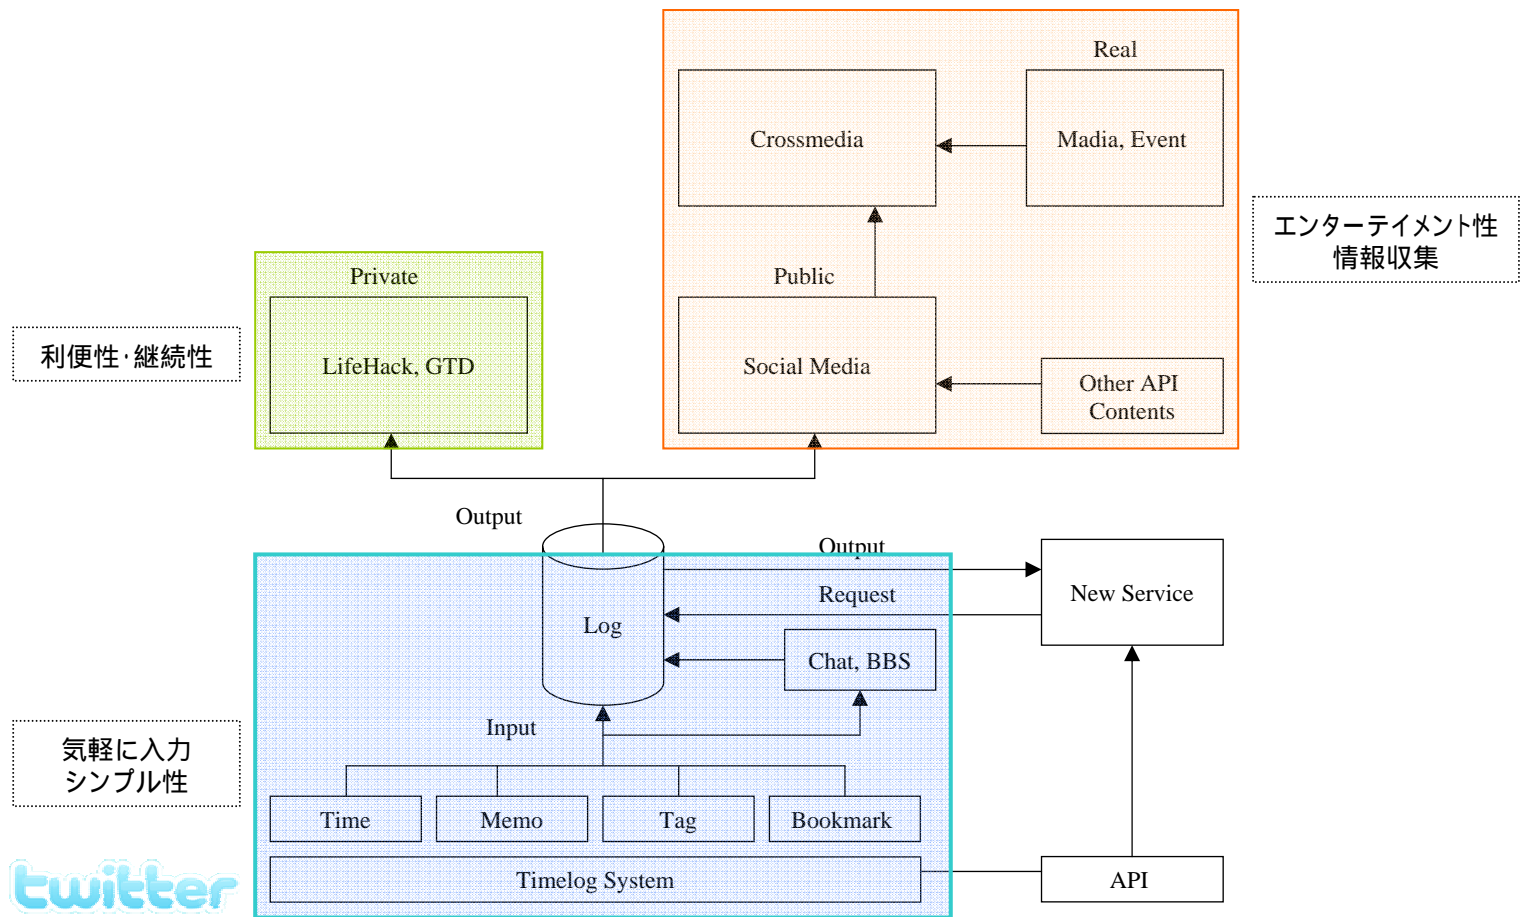 Real
Crossmedia
Madia, Event
エンターテイメント性
情報収集
Private
Public
利便性・継続性
LifeHack, GTD
Social Media
Other API
Contents
Output
Output
Request
New Service
Log
Chat, BBS
Input
気軽に入力
シンプル性
Time
Memo
Tag
Bookmark
Timelog System
API
twitter